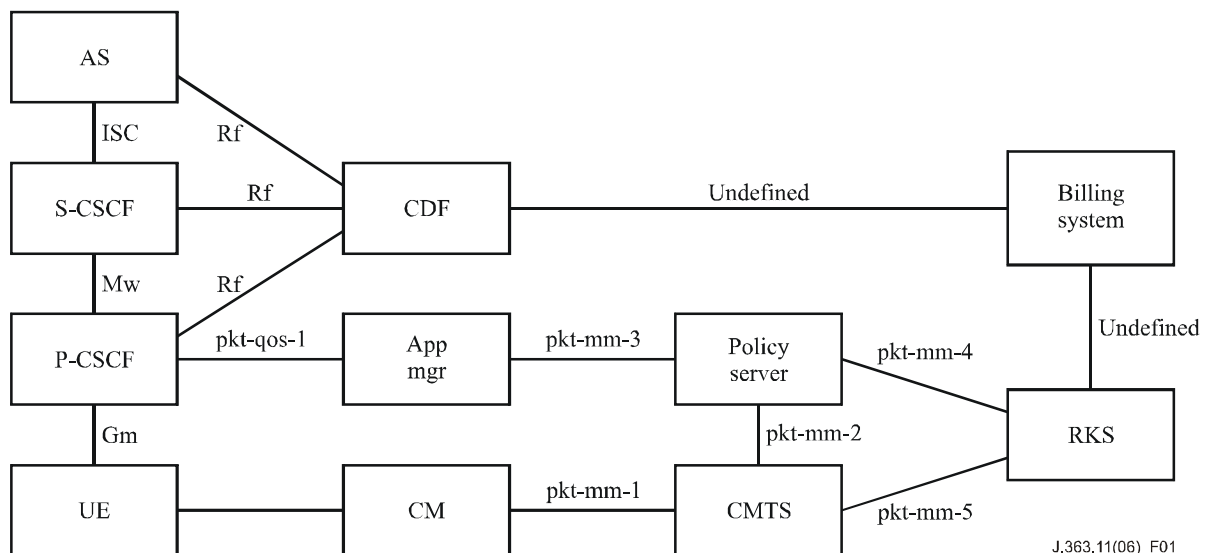 AS
ISC
Rf
S-CSCF
Rf
CDF
Undefined
Billing
system
Mw
Rf
Undefined
P-CSCF
pkt-qos-1
App
mgr
pkt-mm-3
Policy
server
pkt-mm-4
Gm
pkt-mm-2
RKS
UE
CM
pkt-mm-1
CMTS
pkt-mm-5
J.363.11(06)_F01